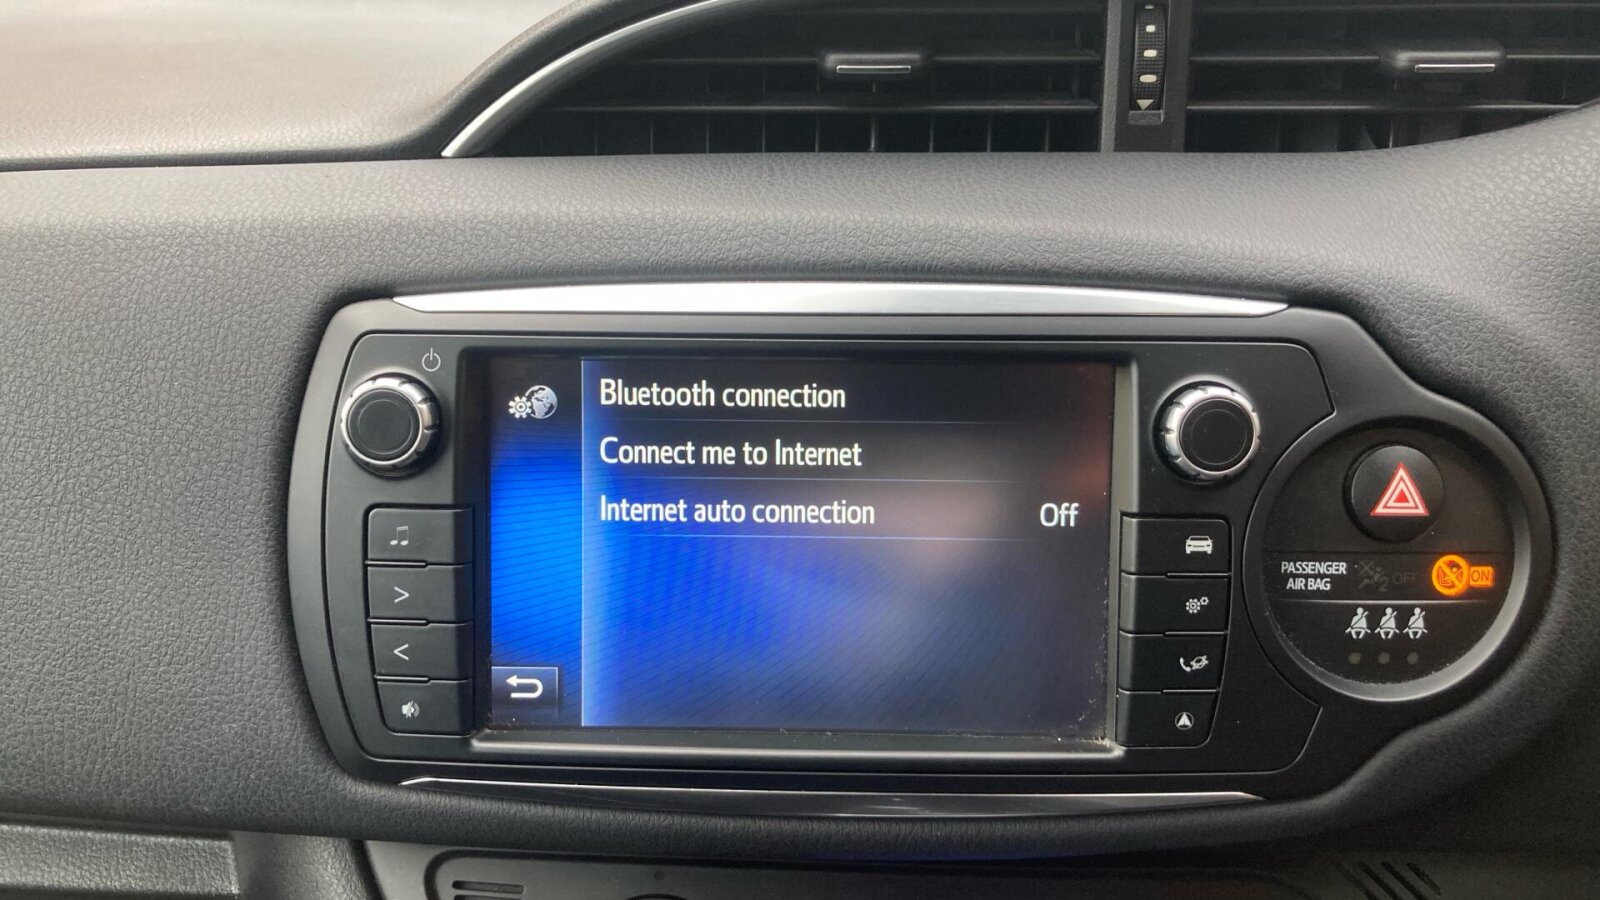 Bluetooth connection
Connect me to Internet
Internet auto connection Off
PASSENGER
AIR BAG
OFF
ON